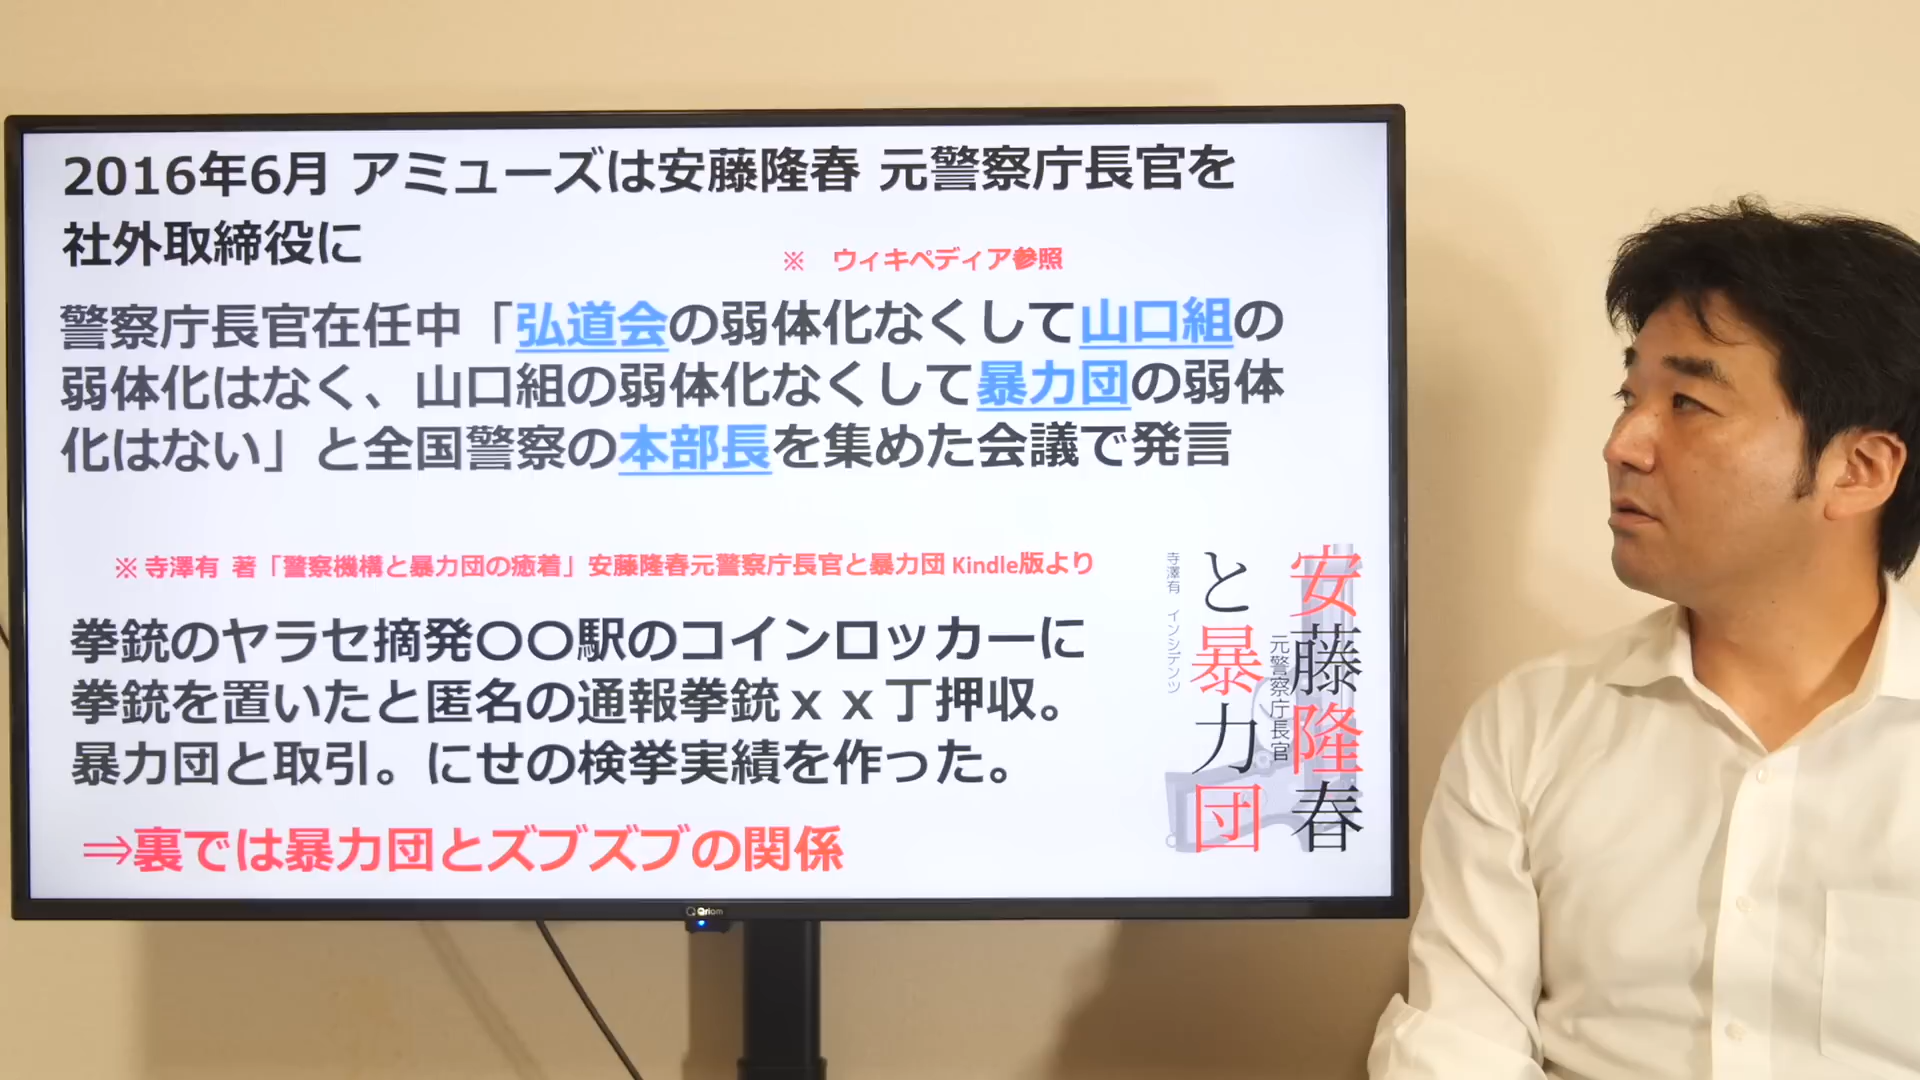 2016年6月 アミューズは安藤隆春 元警察庁長官を
社外取締役に
※ ウィキペディア参照
警察庁長官在任中「弘道会の弱体化なくして山口組の
弱体化はなく、山口組の弱体化なくして暴力団の弱体
化はない」と全国警察の本部長を集めた会議で発言
※ 寺澤有 著「警察機構と暴力団の癒着」安藤隆春元警察庁長官と暴力団 Kindle版より
拳銃のヤラセ摘発〇〇駅のコインロッカーに
拳銃を置いたと匿名の通報拳銃ｘｘ丁押収。
暴力団と取引。にせの検挙実績を作った。
⇒裏では暴力団とズブズブの関係
安藤隆春
元警察庁長官
と暴力団
寺澤有 インシデンツ
Qriom